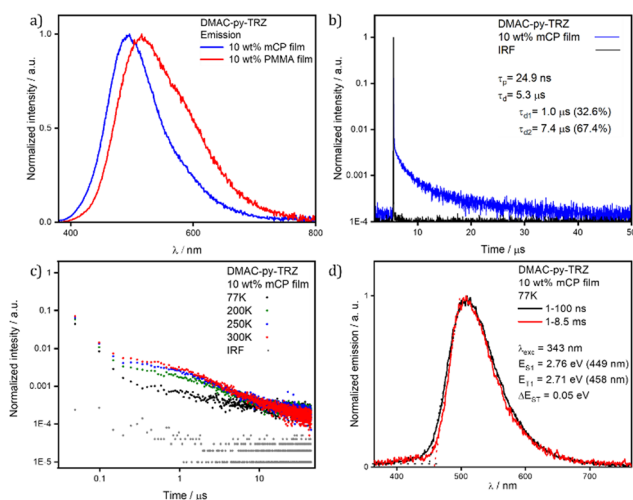 a)
DMAC-py-TRZ
Emission
10 wt% mCP film
10 wt% PMMA film
Normalized intensity / a.u.
1.0
0.5
0.0
400
500
600
700
800
λ / nm
b)
DMAC-py-TRZ
10 wt% mCP film
IRF
τp= 24.9 ns
τd= 5.3 μs
τd1= 1.0 μs (32.6%)
τd2= 7.4 μs (67.4%)
Normalized intensity / a.u.
1
0.1
0.01
0.001
1E-4
10
20
30
40
50
Time / μs
c)
DMAC-py-TRZ
10 wt% mCP film
77K
200K
250K
300K
IRF
Normalized intesity / a.u.
1
0.1
0.01
0.001
1E-4
1E-5
0.1
1
10
Time / μs
d)
DMAC-py-TRZ
10 wt% mCP film
77K
1-100 ns
1-8.5 ms
λexc = 343 nm
ES1 = 2.76 eV (449 nm)
ET1 = 2.71 eV (458 nm)
ΔEST = 0.05 eV
Normalized emission / a.u.
1
0
400
500
600
700
λ / nm